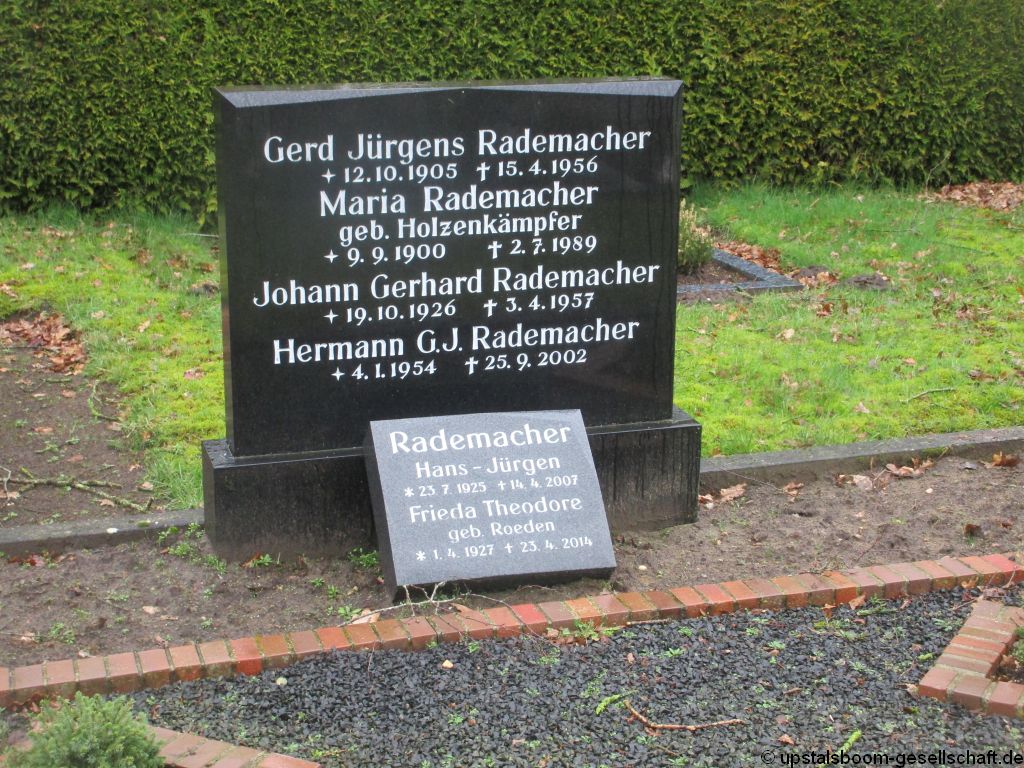 Gerd Jürgens Rademacher
✦ 12.10.1905 ✝ 15.4.1956
Maria Rademacher
geb. Holzenkämpfer
✦ 9.9.1900 ✝ 2.7.1989
Johann Gerhard Rademacher
✦ 19.10.1926 ✝ 3.4.1957
Hermann G.J. Rademacher
✦ 4.1.1954 ✝ 25.9.2002
Rademacher
Hans-Jürgen
* 23.7.1925 ✝ 14.4.2007
Frieda Theodore
geb. Roeden
* 1.4.1927 ✝ 23.4.2014
© upstalsboom-gesellschaft.de